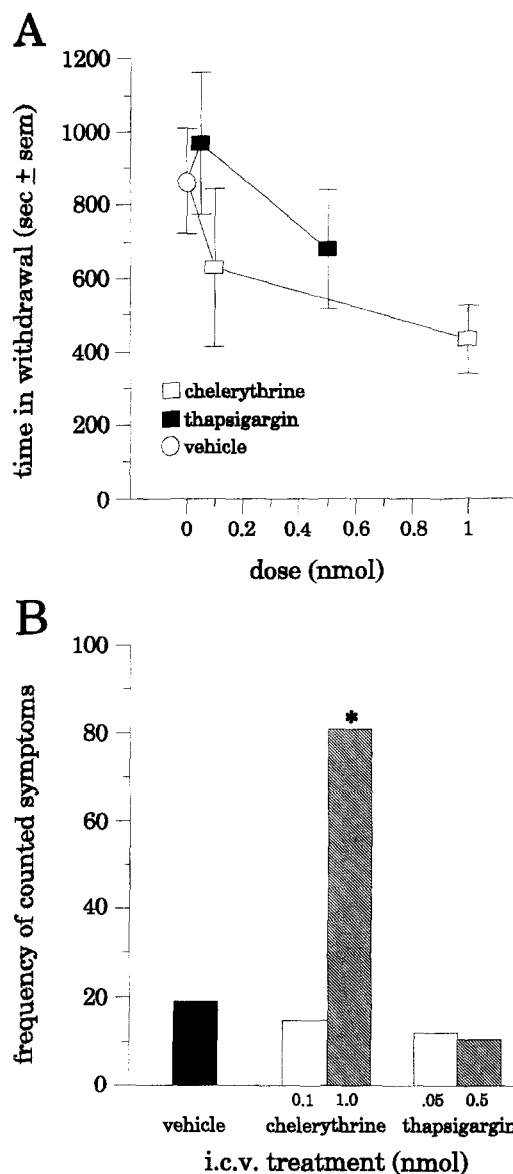 A
time in withdrawal (sec ± sem)
1200
1000
800
600
400
200
0
□ chelerythrine
■ thapsigargin
○ vehicle
0 0.2 0.4 0.6 0.8 1
dose (nmol)
B
frequency of counted symptoms
100
80
60
40
20
0
*
0.1 1.0 .05 0.5
vehicle chelerythrine thapsigargin
i.c.v. treatment (nmol)